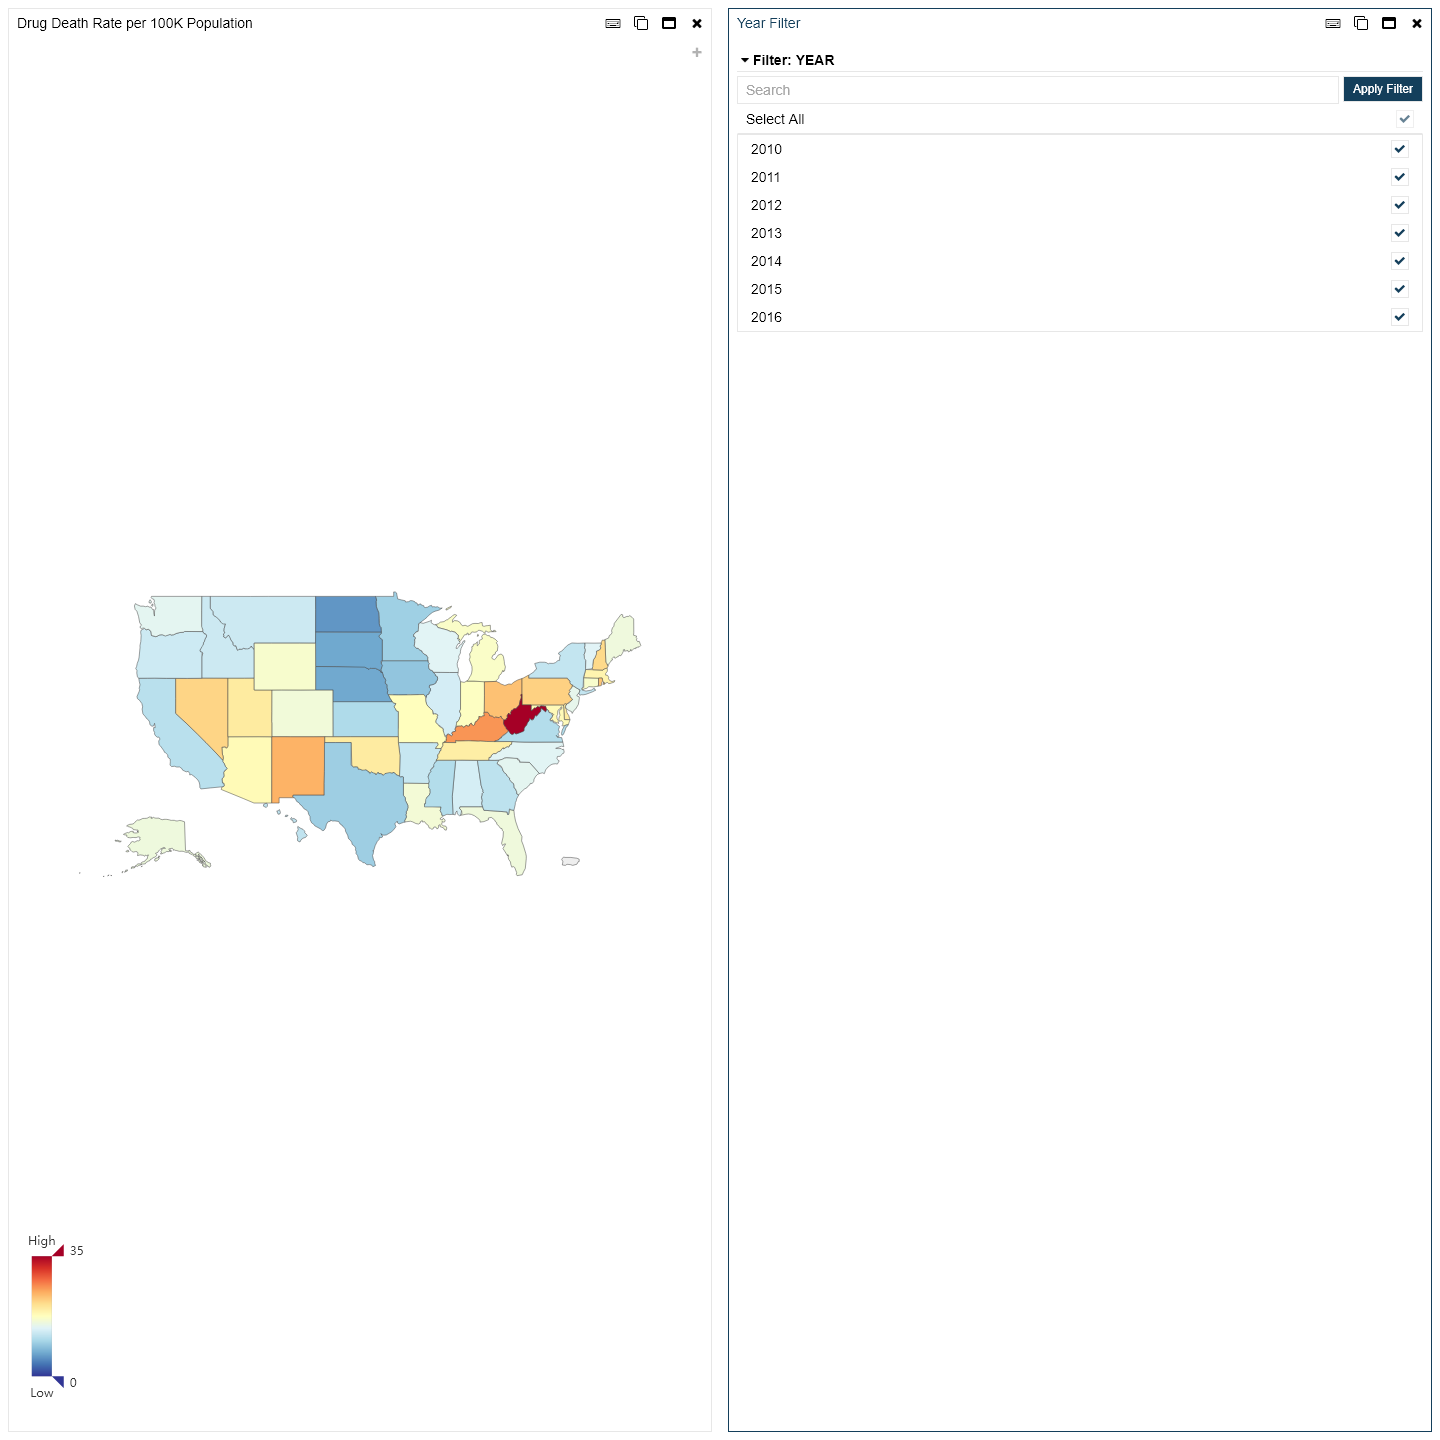 Drug Death Rate per 100K Population
High
35
0
Low
Year Filter
Filter: YEAR
Search
Apply Filter
Select All
2010
2011
2012
2013
2014
2015
2016